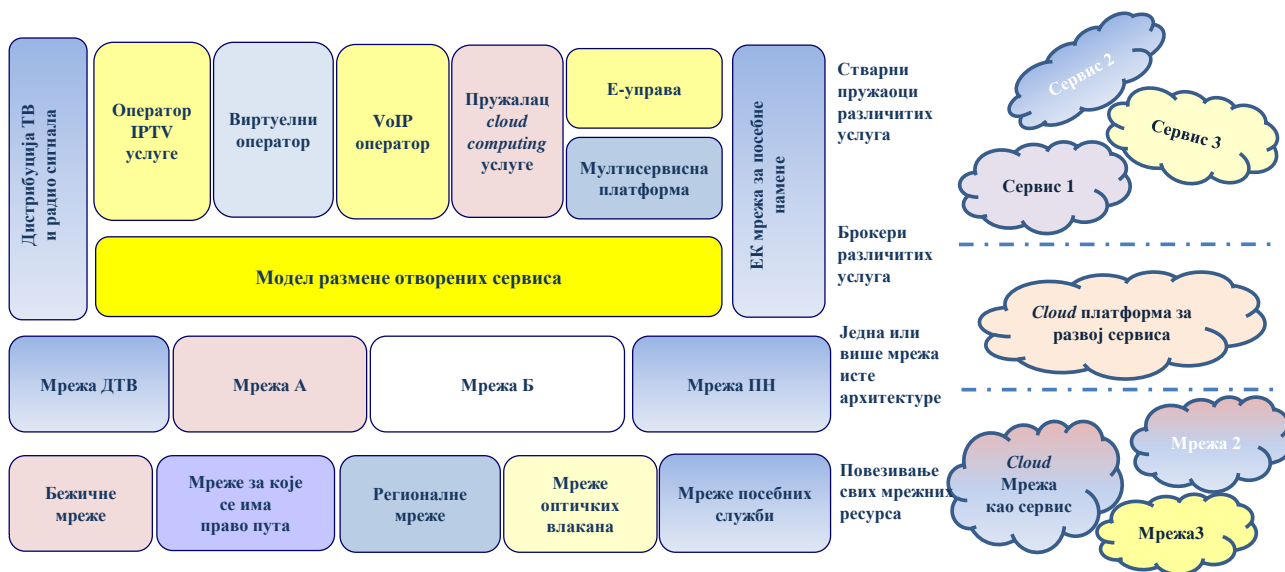 Дистрибуција ТВ
и радио сигнала
Оператор
IPTV
услуге
Виртуелни
оператор
VoIP
оператор
Пружалац
cloud
computing
услуге
Е-управа
Мултисервисна
платформа
ЕК мрежа за посебне
намене
Модел размене отворених сервиса
Мрежа ДТВ
Мрежа А
Мрежа Б
Мрежа ПН
Бежичне
мреже
Мреже за које
се има
право пута
Регионалне
мреже
Мреже
оптичких
влакана
Мреже посебних
служби
Стварни
пружаоци
различитих
услуга
Брокери
различитих
услуга
Једна или
више мрежа
исте
архитектуре
Повезивање
свих мрежних
ресурса
Сервис 2
Сервис 3
Сервис 1
Cloud платформа за
развој сервиса
Cloud
Мрежа
као сервис
Мрежа 2
Мрежа3